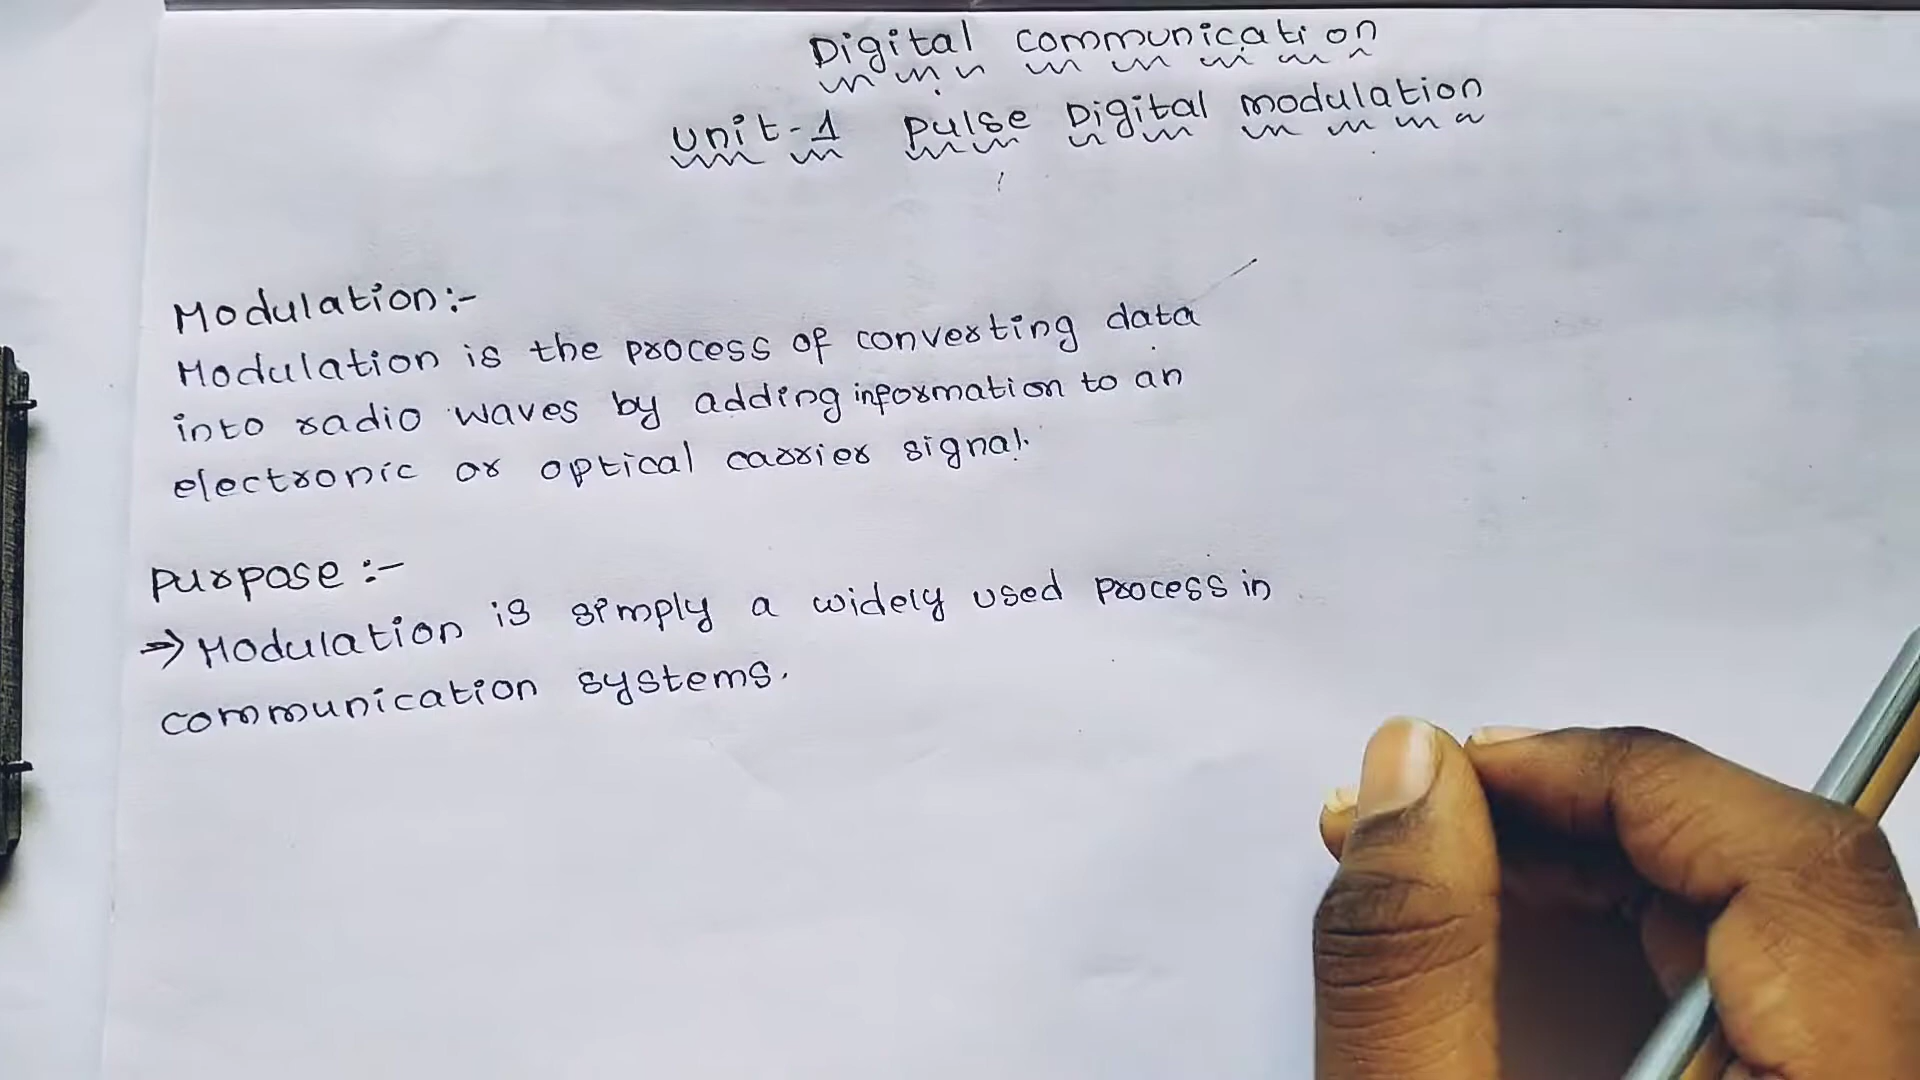 Digital communication
unit-1 pulse Digital modulation
Modulation:-
Modulation is the process of converting data
into radio waves by adding information to an
electronic or optical carrier signal.
purpose :-
⇒ Modulation is simply a widely used process in
communication systems.